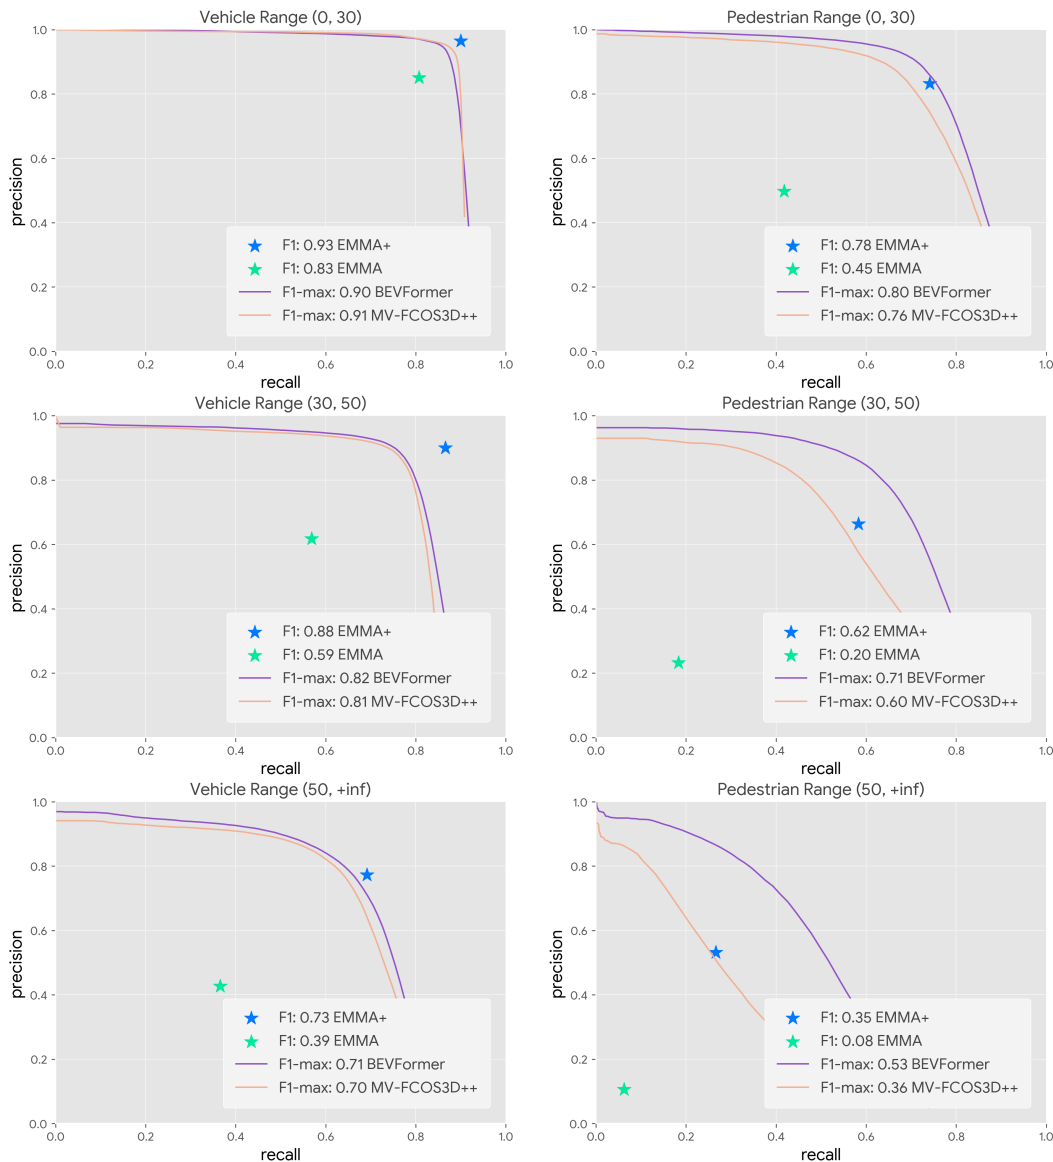 Vehicle Range (0, 30)
1.0
0.8
0.6
0.4
0.2
0.0
precision
F1: 0.93 EMMA+
F1: 0.83 EMMA
F1-max: 0.90 BEVFormer
F1-max: 0.91 MV-FCOS3D++
0.0 0.2 0.4 0.6 0.8 1.0
recall
Pedestrian Range (0, 30)
1.0
0.8
0.6
0.4
0.2
0.0
precision
F1: 0.78 EMMA+
F1: 0.45 EMMA
F1-max: 0.80 BEVFormer
F1-max: 0.76 MV-FCOS3D++
0.0 0.2 0.4 0.6 0.8 1.0
recall
Vehicle Range (30, 50)
1.0
0.8
0.6
0.4
0.2
0.0
precision
F1: 0.88 EMMA+
F1: 0.59 EMMA
F1-max: 0.82 BEVFormer
F1-max: 0.81 MV-FCOS3D++
0.0 0.2 0.4 0.6 0.8 1.0
recall
Pedestrian Range (30, 50)
1.0
0.8
0.6
0.4
0.2
0.0
precision
F1: 0.62 EMMA+
F1: 0.20 EMMA
F1-max: 0.71 BEVFormer
F1-max: 0.60 MV-FCOS3D++
0.0 0.2 0.4 0.6 0.8 1.0
recall
Vehicle Range (50, +inf)
1.0
0.8
0.6
0.4
0.2
0.0
precision
F1: 0.73 EMMA+
F1: 0.39 EMMA
F1-max: 0.71 BEVFormer
F1-max: 0.70 MV-FCOS3D++
0.0 0.2 0.4 0.6 0.8 1.0
recall
Pedestrian Range (50, +inf)
1.0
0.8
0.6
0.4
0.2
0.0
precision
F1: 0.35 EMMA+
F1: 0.08 EMMA
F1-max: 0.53 BEVFormer
F1-max: 0.36 MV-FCOS3D++
0.0 0.2 0.4 0.6 0.8 1.0
recall